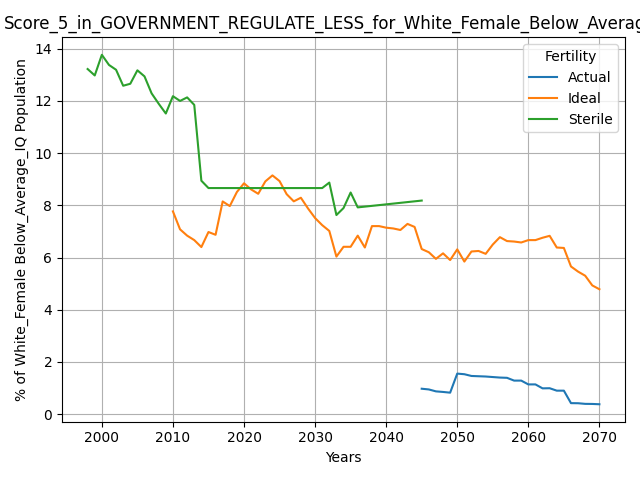 Score_5_in_GOVERNMENT_REGULATE_LESS_for_White_Female_Below_Averag
% of White_Female Below_Average_IQ Population
14
12
10
8
6
4
2
0
Fertility
Actual
Ideal
Sterile
2000 2010 2020 2030 2040 2050 2060 2070
Years